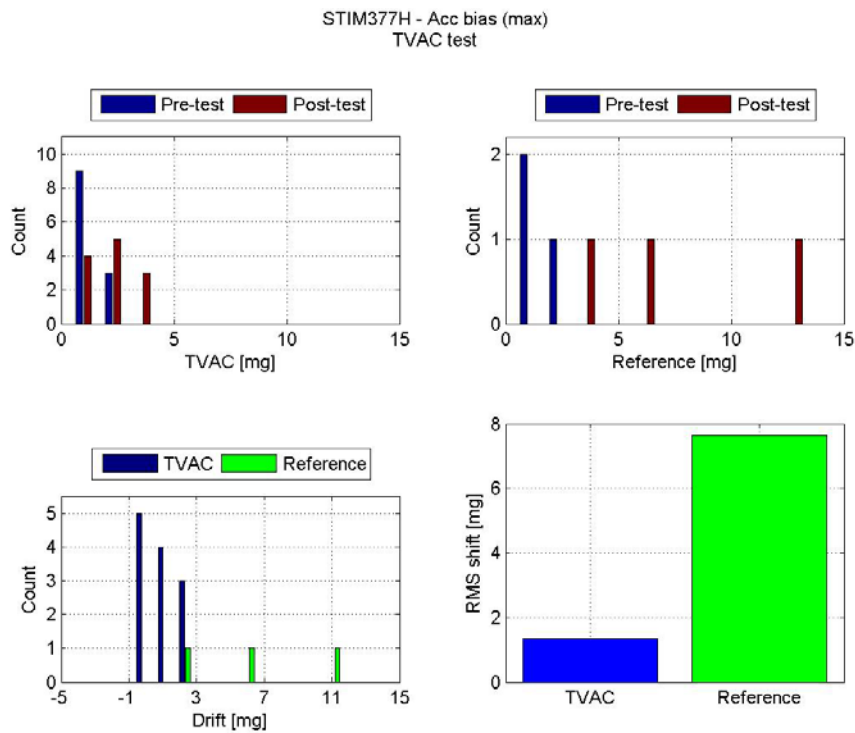 STIM377H - Acc bias (max)
TVAC test
Pre-test Post-test
10
8
6
4
2
0
Count
0 5 10 15
TVAC [mg]
Pre-test Post-test
2
1
0
Count
0 5 10 15
Reference [mg]
TVAC Reference
5
4
3
2
1
0
Count
-5 -1 3 7 11 15
Drift [mg]
8
6
4
2
0
RMS shift [mg]
TVAC Reference